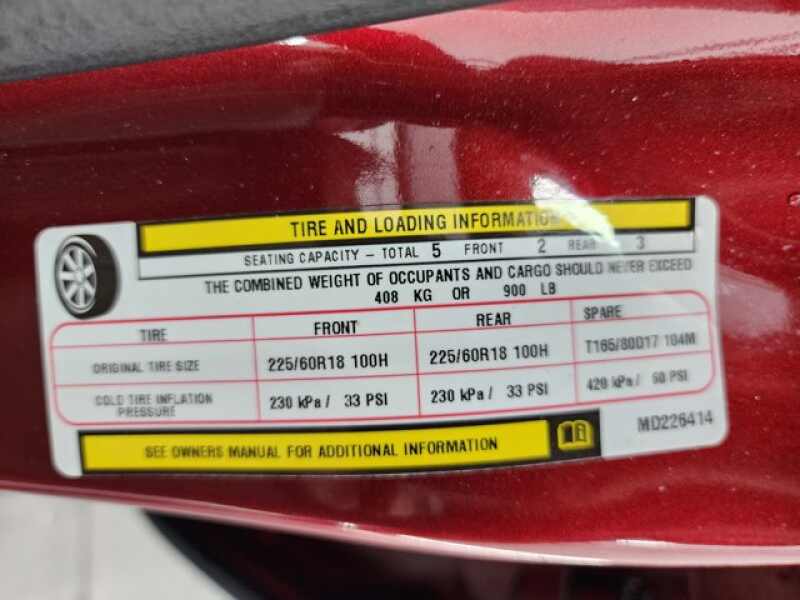 TIRE AND LOADING INFORMATION
SEATING CAPACITY – TOTAL 5 FRONT 2 REAR 3
THE COMBINED WEIGHT OF OCCUPANTS AND CARGO SHOULD NEVER EXCEED
408 KG OR 900 LB
TIRE FRONT REAR SPARE
ORIGINAL TIRE SIZE 225/60R18 100H 225/60R18 100H T165/80D17 104M
COLD TIRE INFLATION PRESSURE 230 kPa / 33 PSI 230 kPa / 33 PSI 420 kPa / 60 PSI
SEE OWNERS MANUAL FOR ADDITIONAL INFORMATION
MD226414